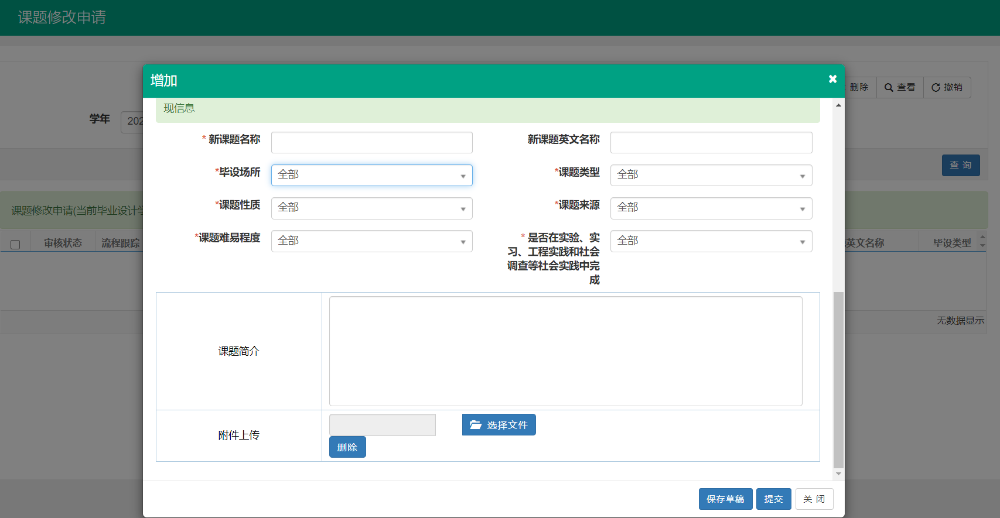 课题修改申请
增加
删除 查看 撤销
现信息
学年 202
* 新课题名称 新课题英文名称
*毕设场所 全部 *课题类型 全部
查 询
*课题性质 全部 *课题来源 全部
课题修改申请(当前毕业设计学
*课题难易程度 全部 * 是否在实验、实 全部
习、工程实践和社会
调查等社会实践中完
成
审核状态 流程跟踪 英文名称 毕设类型
无数据显示
课题简介
附件上传 选择文件
删除
保存草稿 提交 关 闭